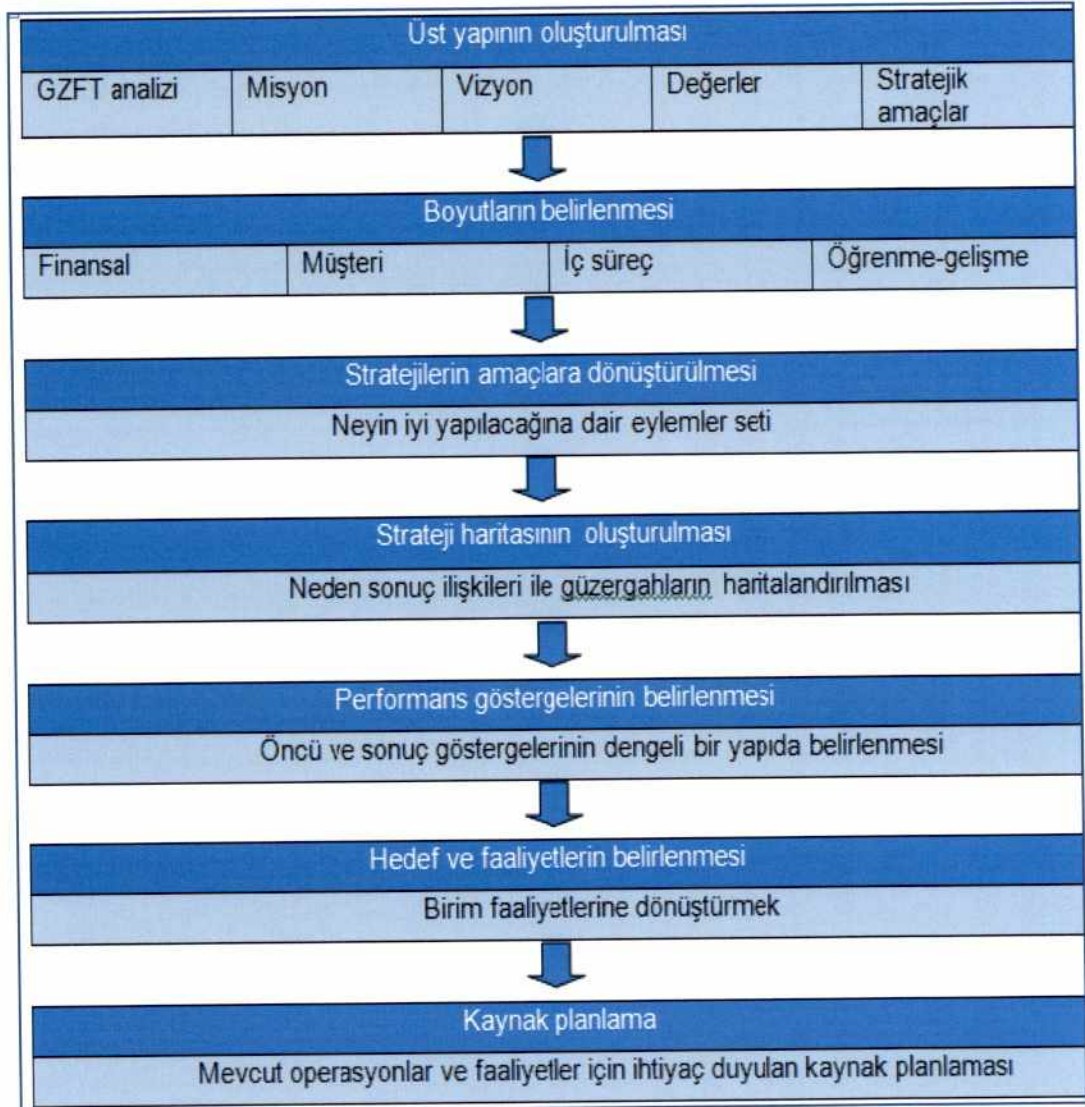 Üst yapının oluşturulması
GZFT analizi Misyon Vizyon Değerler Stratejik
amaçlar
Boyutların belirlenmesi
Finansal Müşteri İç süreç Öğrenme-gelişme
Stratejilerin amaçlara dönüştürülmesi
Neyin iyi yapılacağına dair eylemler seti
Strateji haritasının oluşturulması
Neden sonuç ilişkileri ile güzergahların haritalandırılması
Performans göstergelerinin belirlenmesi
Öncü ve sonuç göstergelerinin dengeli bir yapıda belirlenmesi
Hedef ve faaliyetlerin belirlenmesi
Birim faaliyetlerine dönüştürmek
Kaynak planlama
Mevcut operasyonlar ve faaliyetler için ihtiyaç duyulan kaynak planlaması